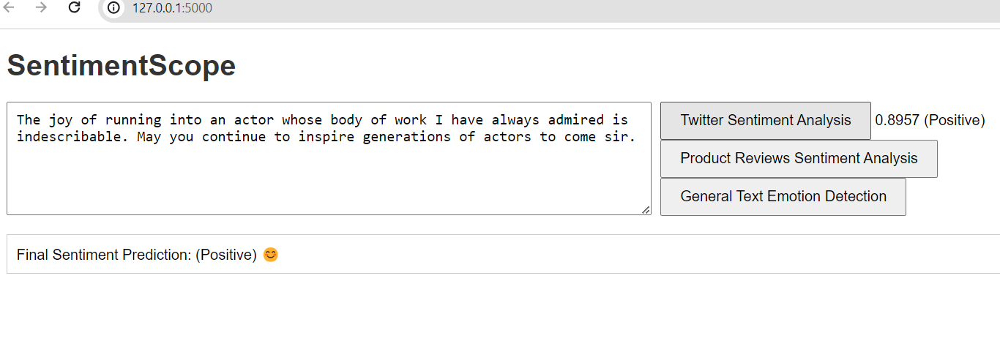 127.0.0.1:5000
SentimentScope
The joy of running into an actor whose body of work I have always admired is
indescribable. May you continue to inspire generations of actors to come sir.
Twitter Sentiment Analysis 0.8957 (Positive)
Product Reviews Sentiment Analysis
General Text Emotion Detection
Final Sentiment Prediction: (Positive) 😊